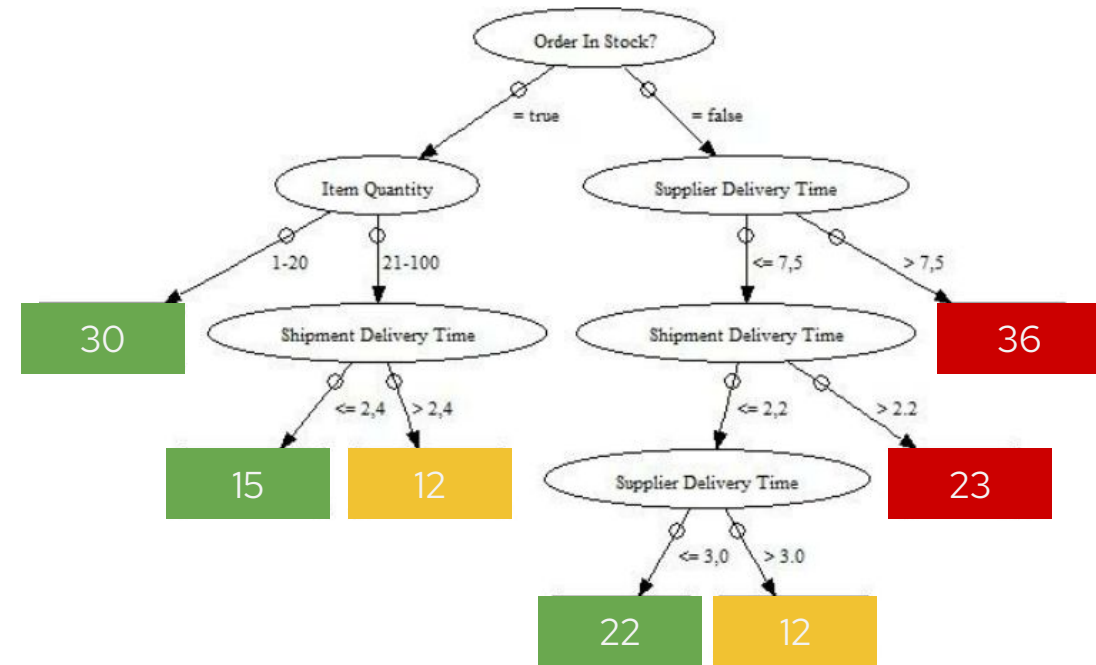 Order In Stock?
= true
= false
Item Quantity
Supplier Delivery Time
1-20
21-100
<= 7,5
> 7,5
30
Shipment Delivery Time
Shipment Delivery Time
36
<= 2,4
> 2,4
<= 2,2
> 2.2
15
12
Supplier Delivery Time
23
<= 3,0
> 3.0
22
12